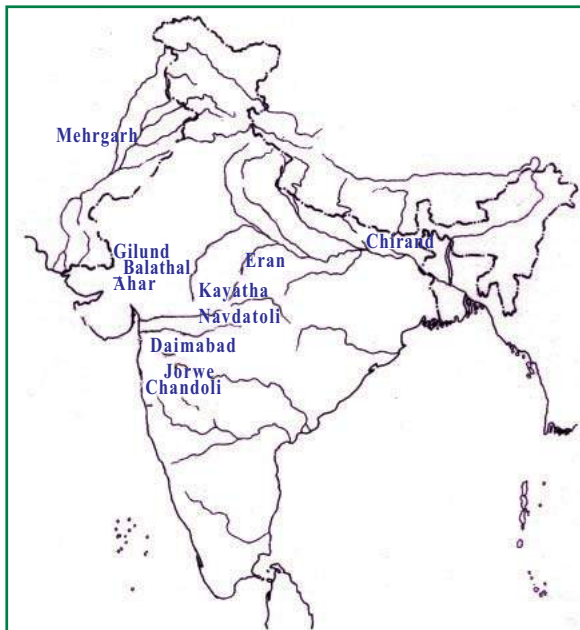 Mehrgarh
Chirand
Gilund
Balathal
Eran
Ahar
Kayatha
Navdatoli
Daimabad
Jorwe
Chandoli